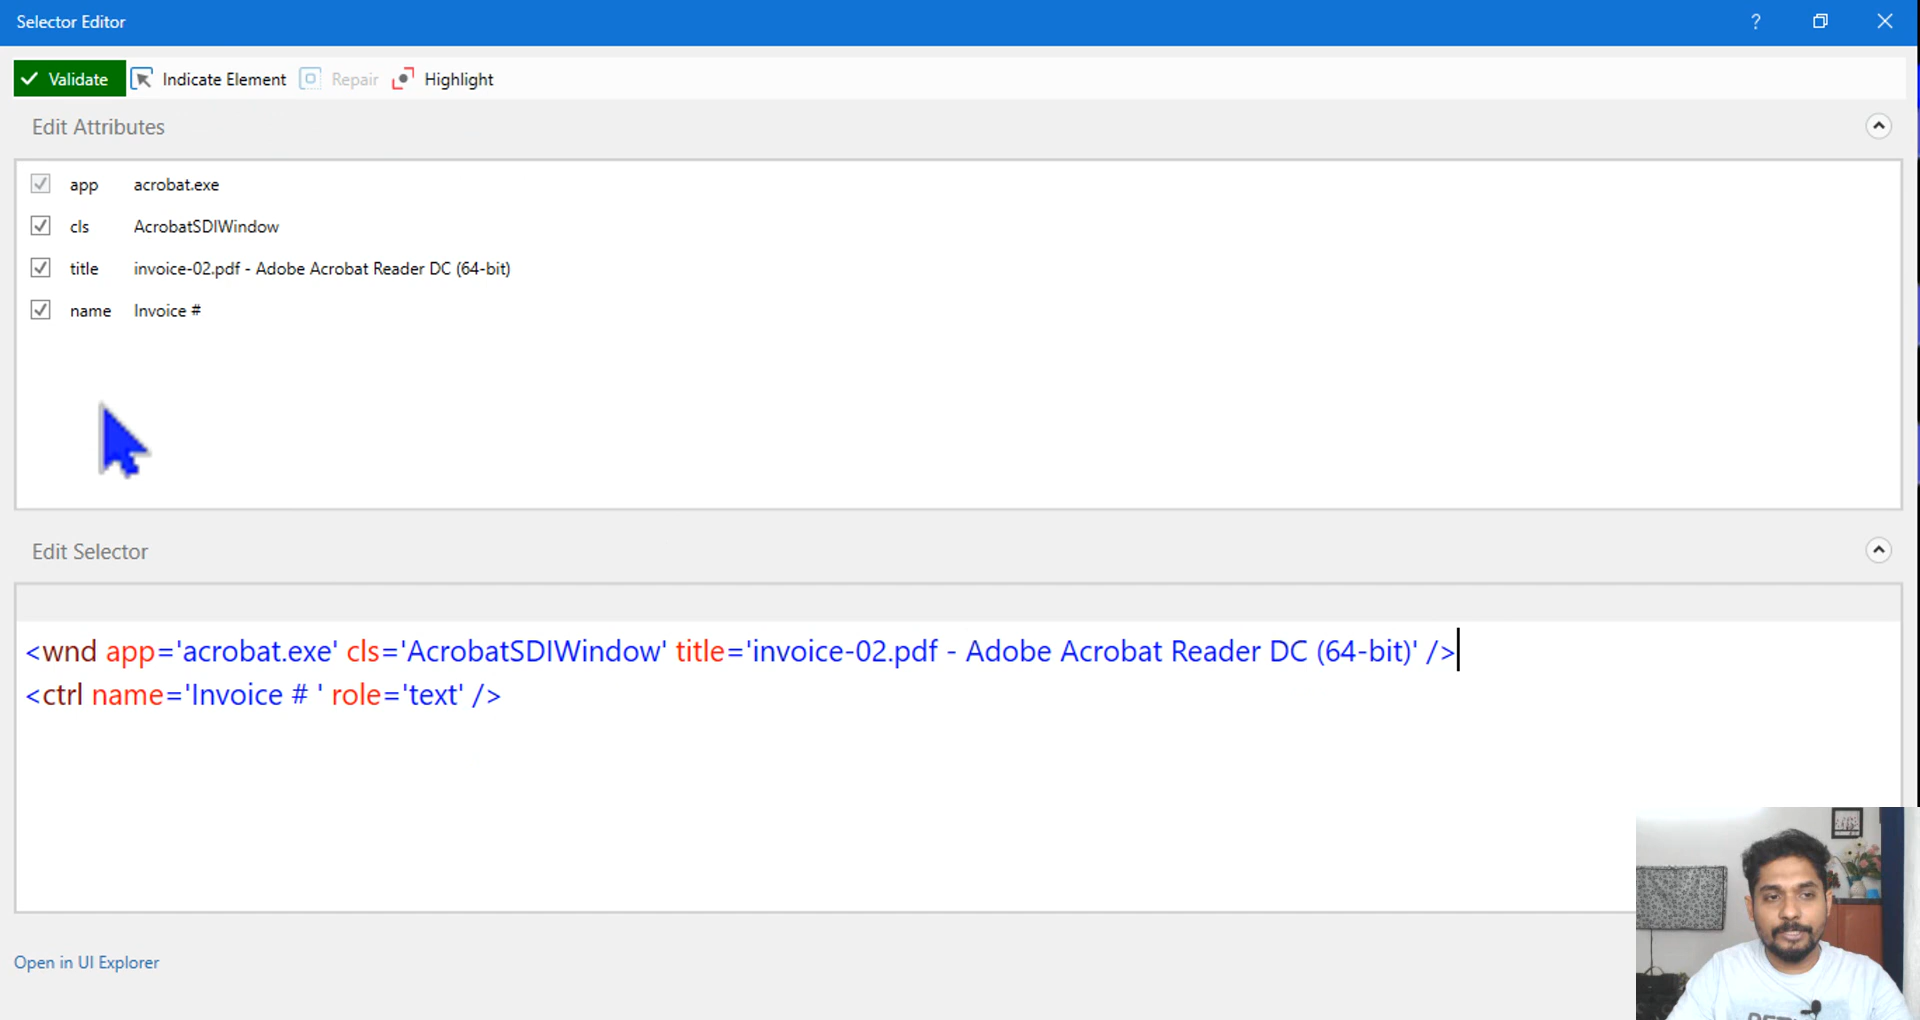 Selector Editor
?
Validate Indicate Element Repair Highlight
Edit Attributes
app acrobat.exe
cls AcrobatSDIWindow
title invoice-02.pdf - Adobe Acrobat Reader DC (64-bit)
name Invoice #
Edit Selector
<wnd app='acrobat.exe' cls='AcrobatSDIWindow' title='invoice-02.pdf - Adobe Acrobat Reader DC (64-bit)' />
<ctrl name='Invoice # ' role='text' />
Open in UI Explorer